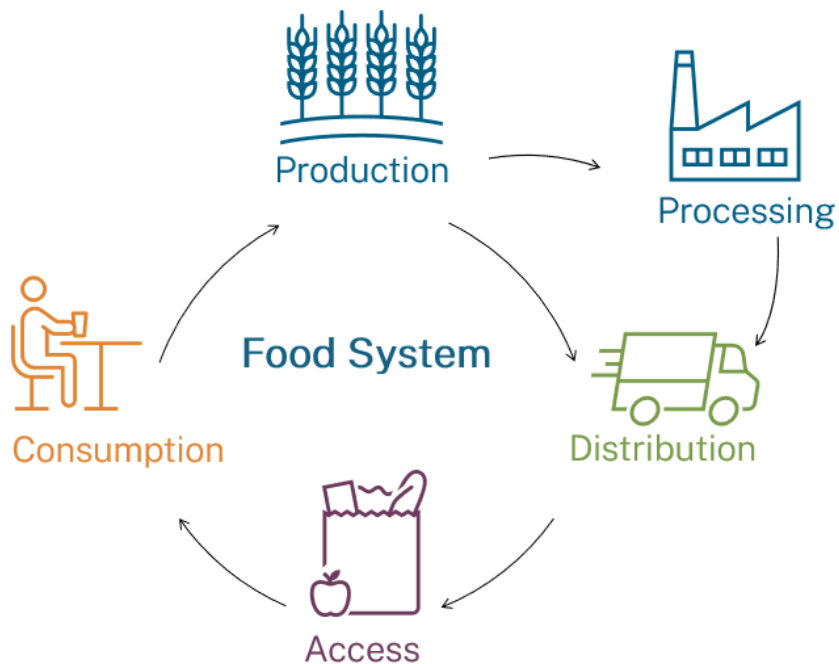 Production
Processing
Food System
Distribution
Consumption
Access